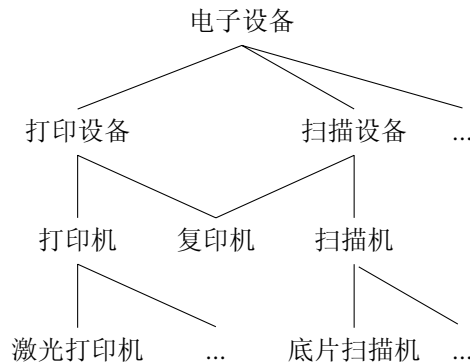 电子设备
打印设备 扫描设备 ...
打印机 复印机 扫描机
激光打印机 ... 底片扫描机 ...